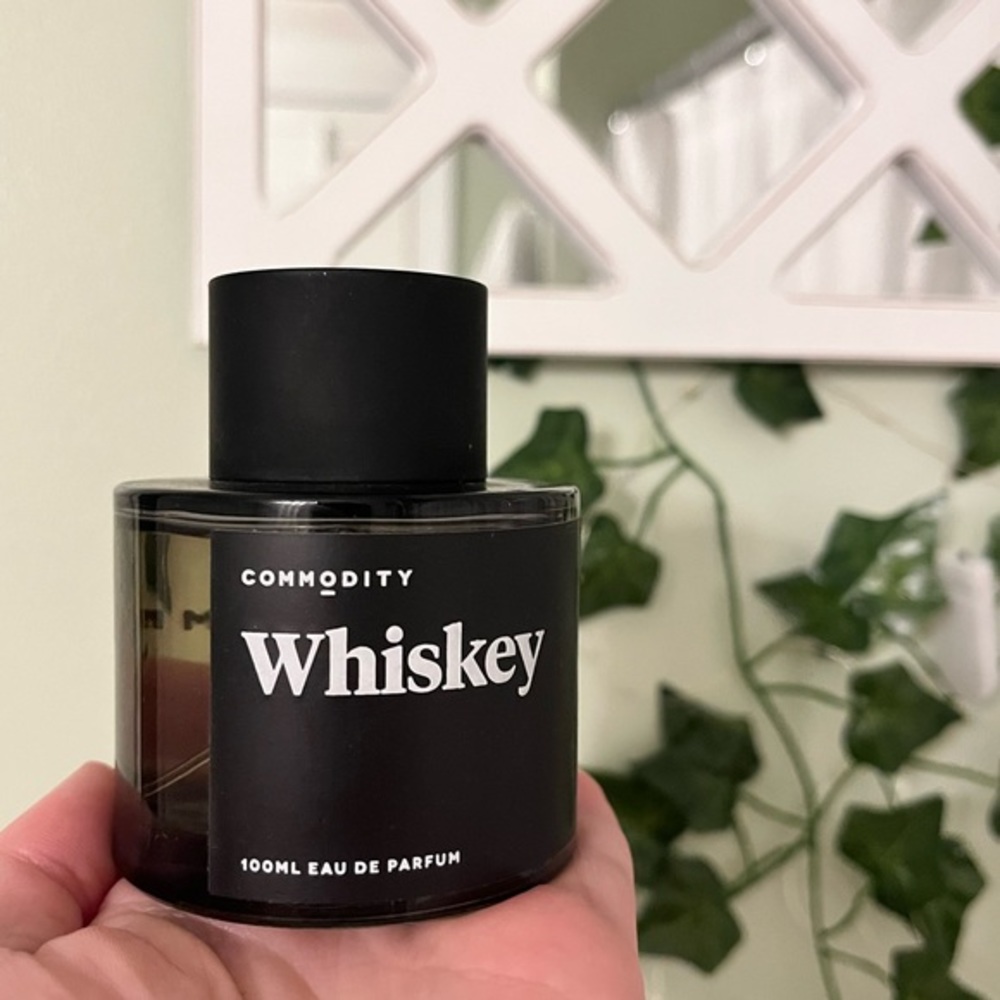 COMMODITY
Whiskey
100ML EAU DE PARFUM